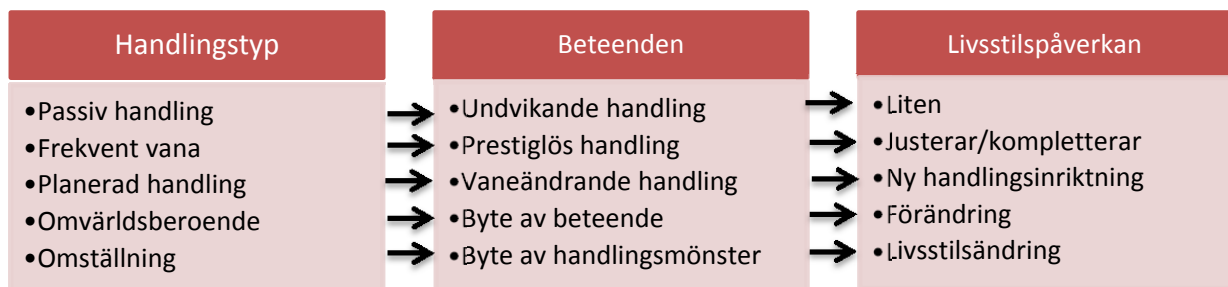 Handlingstyp
•Passiv handling
•Frekvent vana
•Planerad handling
•Omvärldsberoende
•Omställning
Beteenden
•Undvikande handling
•Prestiglös handling
•Vaneändrande handling
•Byte av beteende
•Byte av handlingsmönster
Livsstilspåverkan
•Liten
•Justerar/kompletterar
•Ny handlingsinriktning
•Förändring
•Livsstilsändring